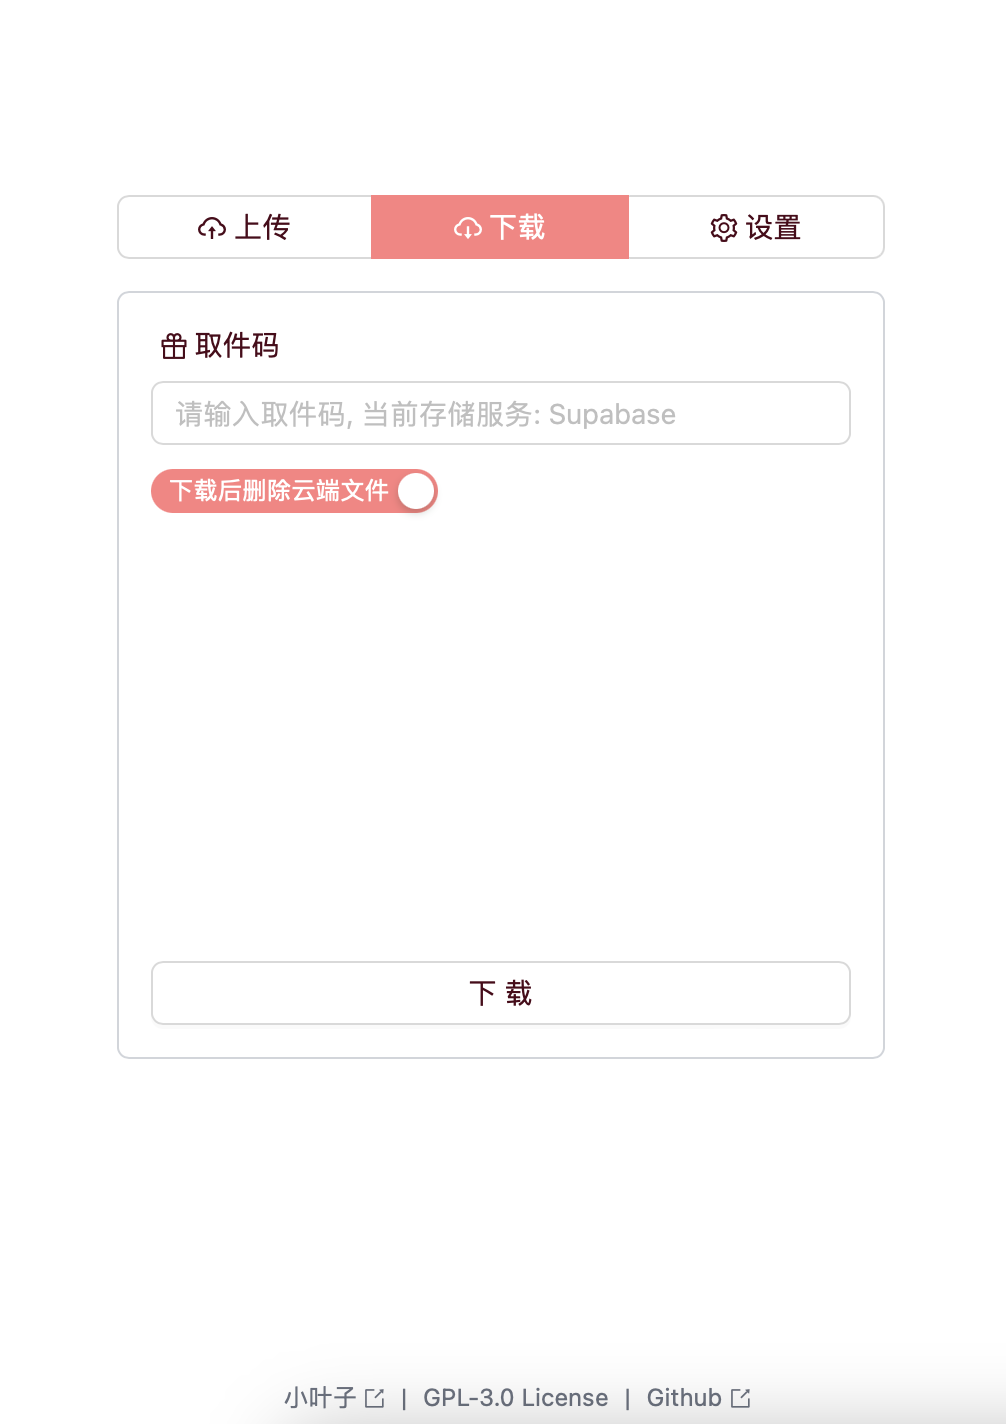 上传 下载 设置
取件码
请输入取件码, 当前存储服务: Supabase
下载后删除云端文件
下 载
小叶子 | GPL-3.0 License | Github